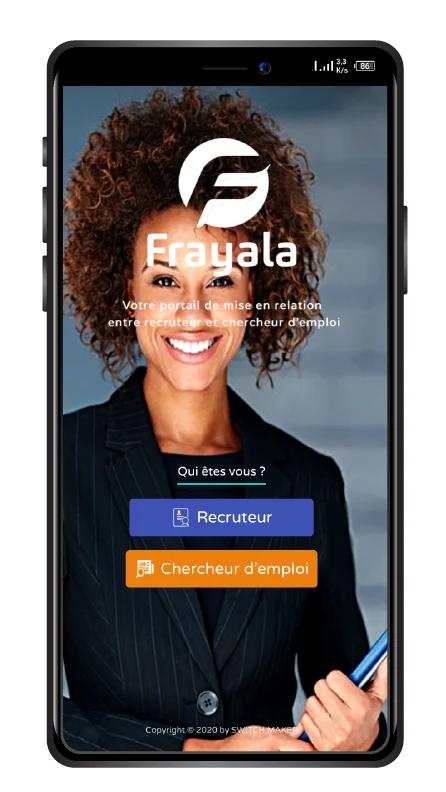 3,3
K/s
86
Frayala
Votre portail de mise en relation
entre recruteur et chercheur d'emploi
Qui êtes vous ?
Recruteur
Chercheur d'emploi
Copyright © 2020 by SWITCH MAKER